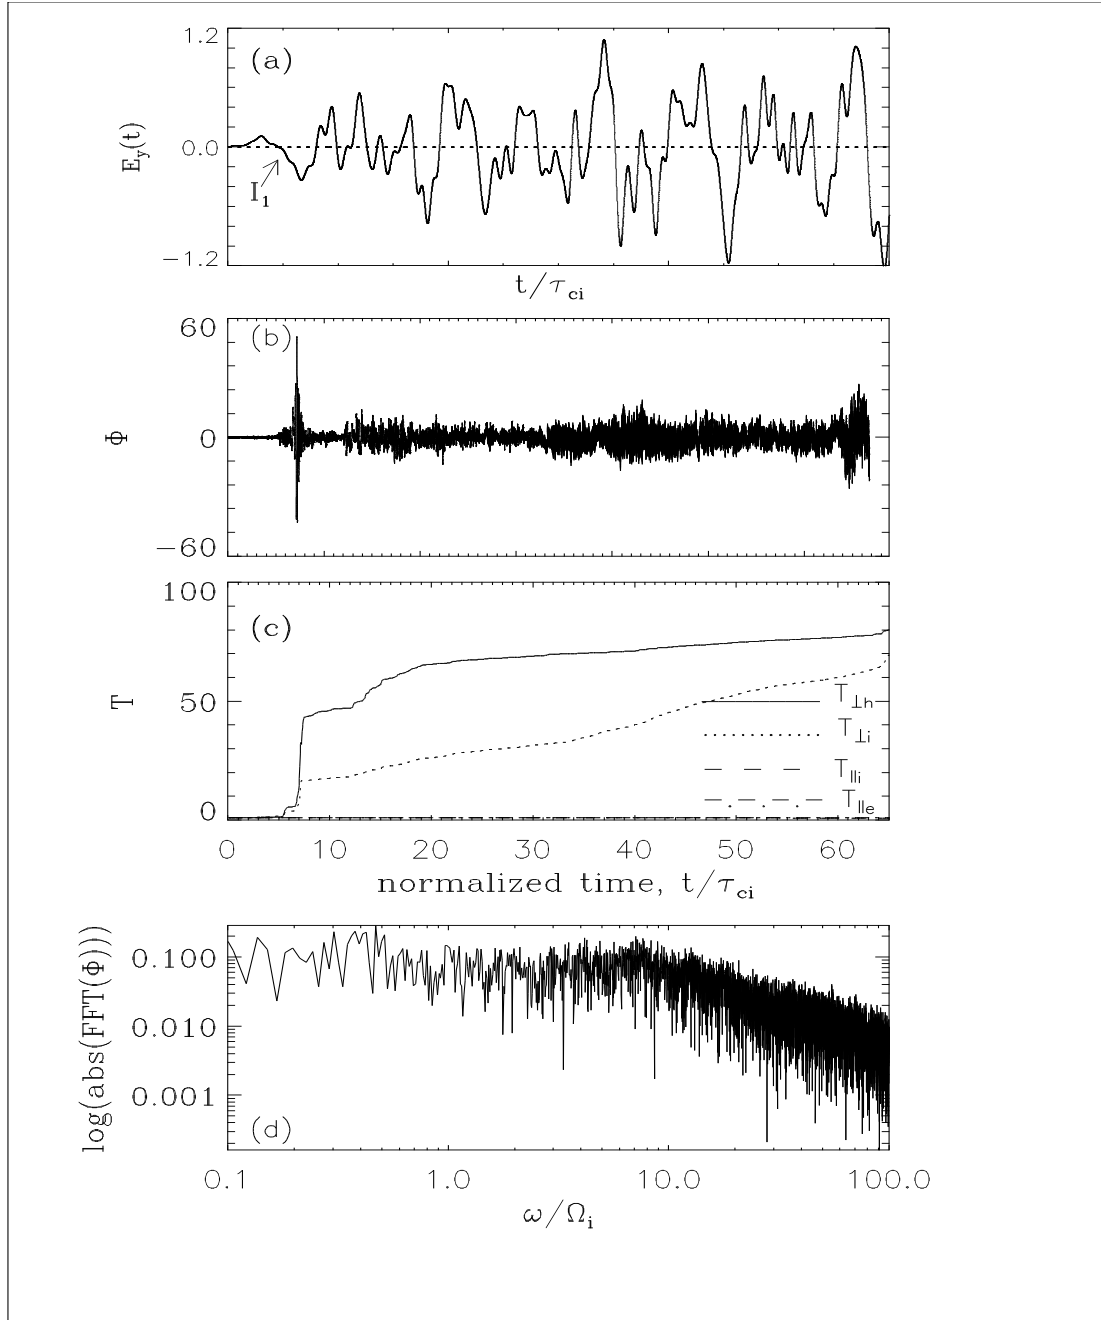 1.2
(a)
E_y(t)
0.0
I_1
−1.2
t/τ_ci
60
(b)
Φ
0
−60
100
(c)
T
50
T_⊥h
T_⊥i
T_∥i
T_∥e
0
0 10 20 30 40 50 60
normalized time, t/τ_ci
log(abs(FFT(Φ)))
0.100
0.010
0.001
(d)
0.1 1.0 10.0 100.0
ω/Ω_i